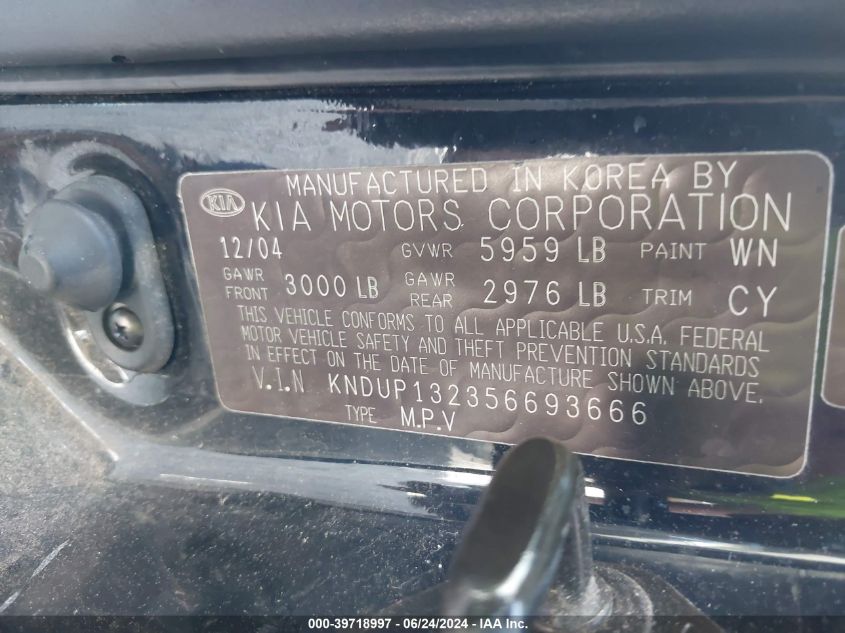 MANUFACTURED IN KOREA BY
KIA KIA MOTORS CORPORATION
12/04 GVWR 5959 LB PAINT WN
GAWR FRONT 3000 LB GAWR REAR 2976 LB TRIM CY
THIS VEHICLE CONFORMS TO ALL APPLICABLE U.S.A. FEDERAL
MOTOR VEHICLE SAFETY AND THEFT PREVENTION STANDARDS
IN EFFECT ON THE DATE OF MANUFACTURE SHOWN ABOVE.
V.I.N KNDUP132356693666
TYPE M.P.V
000-39718997 - 06/24/2024 - IAA Inc.